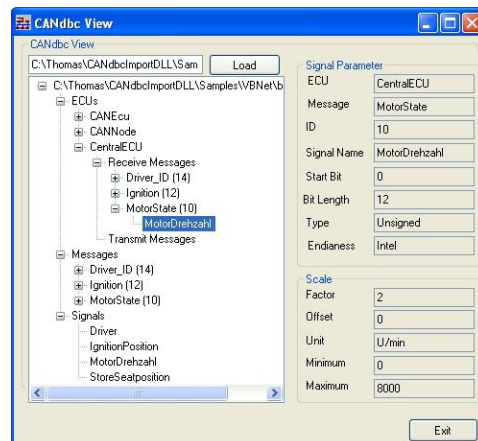 CANdbc View
CANdbc View
C:\Thomas\CANdbcImportDLL\Sam
Load
C:\Thomas\CANdbcImportDLL\Samples\VBNet\b
ECUs
CANEcu
CANNode
CentralECU
Receive Messages
Driver_ID (14)
Ignition (12)
MotorState (10)
MotorDrehzahl
Transmit Messages
Messages
Driver_ID (14)
Ignition (12)
MotorState (10)
Signals
Driver
IgnitionPosition
MotorDrehzahl
StoreSeatposition
Signal Parameter
ECU CentralECU
Message MotorState
ID 10
Signal Name MotorDrehzahl
Start Bit 0
Bit Length 12
Type Unsigned
Endianess Intel
Scale
Factor 2
Offset 0
Unit U/min
Minimum 0
Maximum 8000
Exit